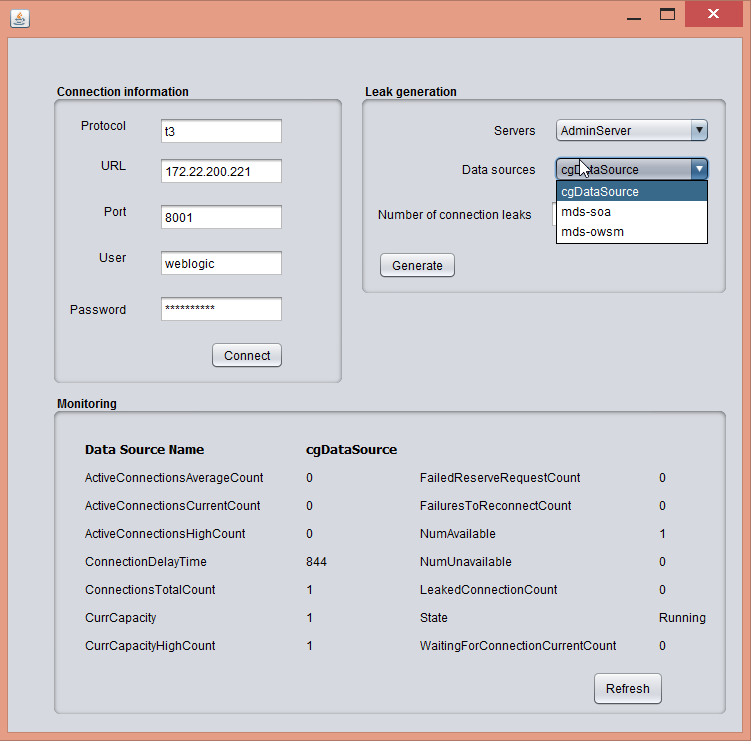 Connection information
Protocol t3
URL 172.22.200.221
Port 8001
User weblogic
Password **********
Connect
Leak generation
Servers AdminServer
Data sources cgDataSource
cgDataSource
mds-soa
mds-owsm
Number of connection leaks
Generate
Monitoring
Data Source Name cgDataSource
ActiveConnectionsAverageCount 0 FailedReserveRequestCount 0
ActiveConnectionsCurrentCount 0 FailuresToReconnectCount 0
ActiveConnectionsHighCount 0 NumAvailable 1
ConnectionDelayTime 844 NumUnavailable 0
ConnectionsTotalCount 1 LeakedConnectionCount 0
CurrCapacity 1 State Running
CurrCapacityHighCount 1 WaitingForConnectionCurrentCount 0
Refresh